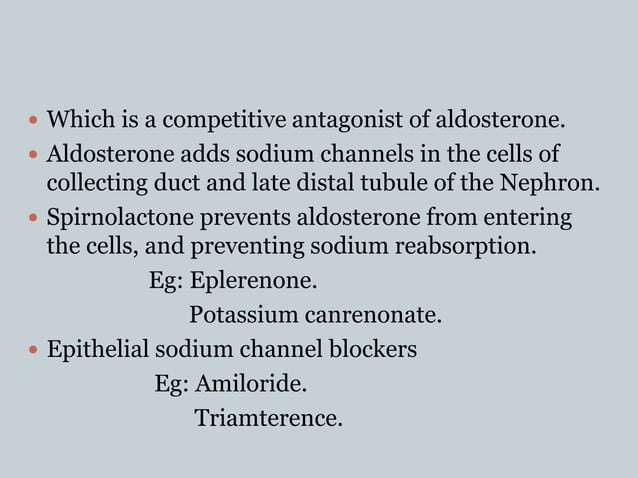 • Which is a competitive antagonist of aldosterone.
• Aldosterone adds sodium channels in the cells of
collecting duct and late distal tubule of the Nephron.
• Spirnolactone prevents aldosterone from entering
the cells, and preventing sodium reabsorption.
Eg: Eplerenone.
Potassium canrenonate.
• Epithelial sodium channel blockers
Eg: Amiloride.
Triamterence.